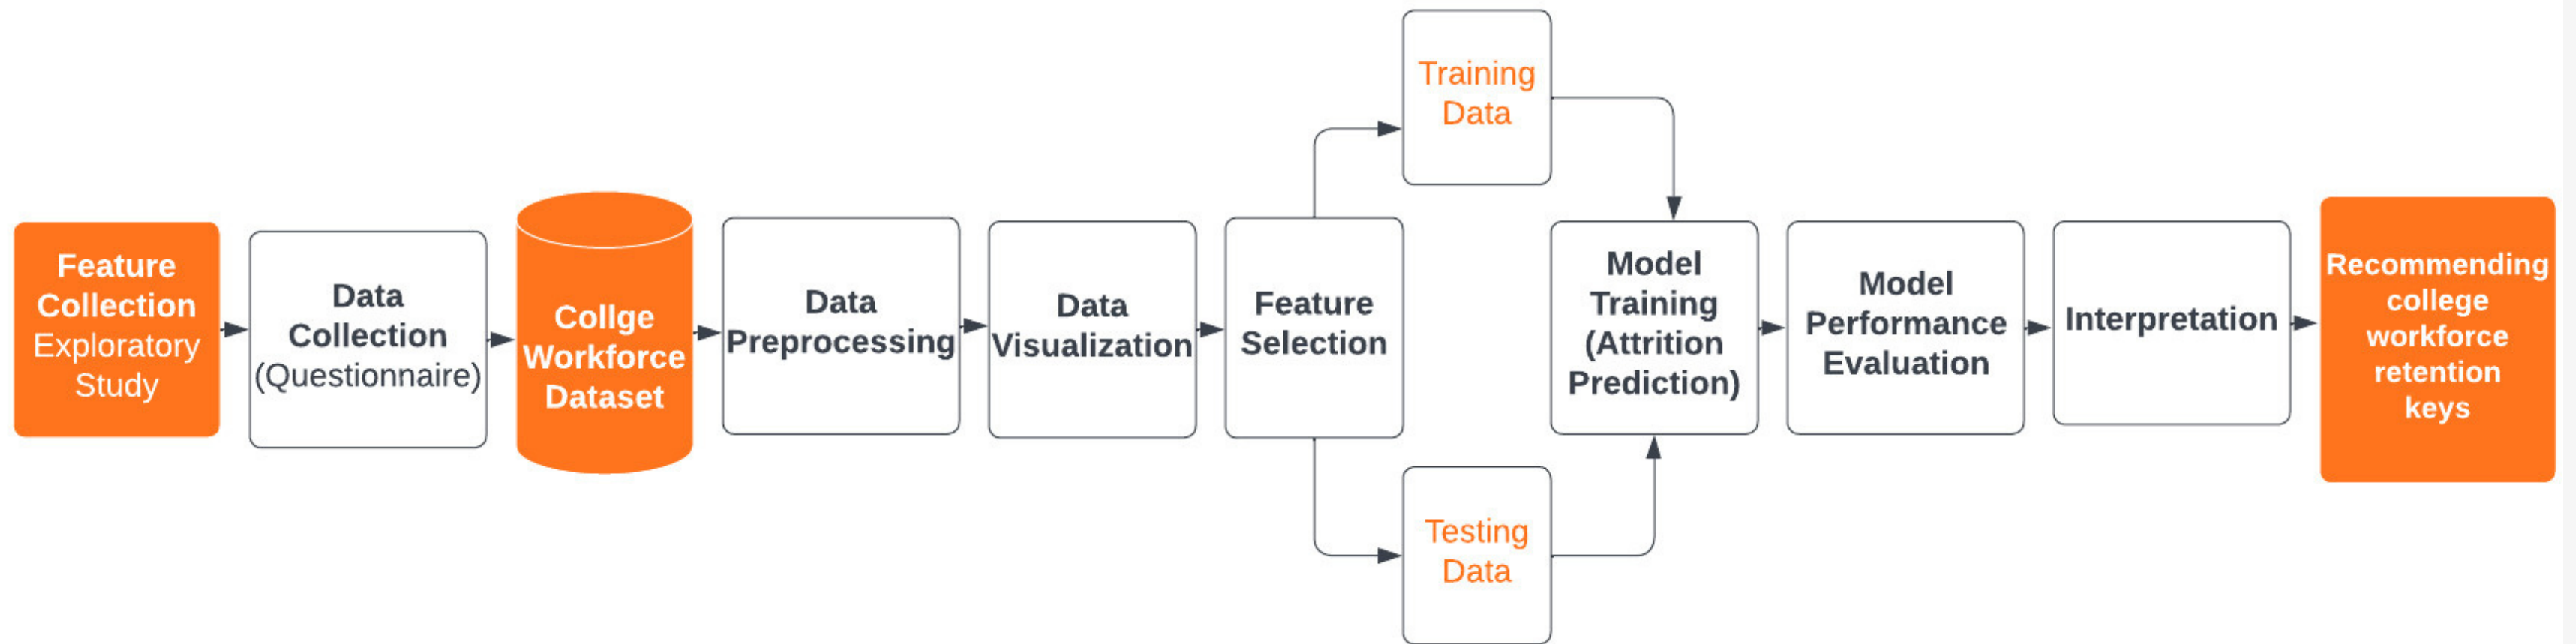 Feature
Collection
Exploratory
Study
Data
Collection
(Questionnaire)
Collge
Workforce
Dataset
Data
Preprocessing
Data
Visualization
Feature
Selection
Training
Data
Testing
Data
Model
Training
(Attrition
Prediction)
Model
Performance
Evaluation
Interpretation
Recommending
college
workforce
retention
keys